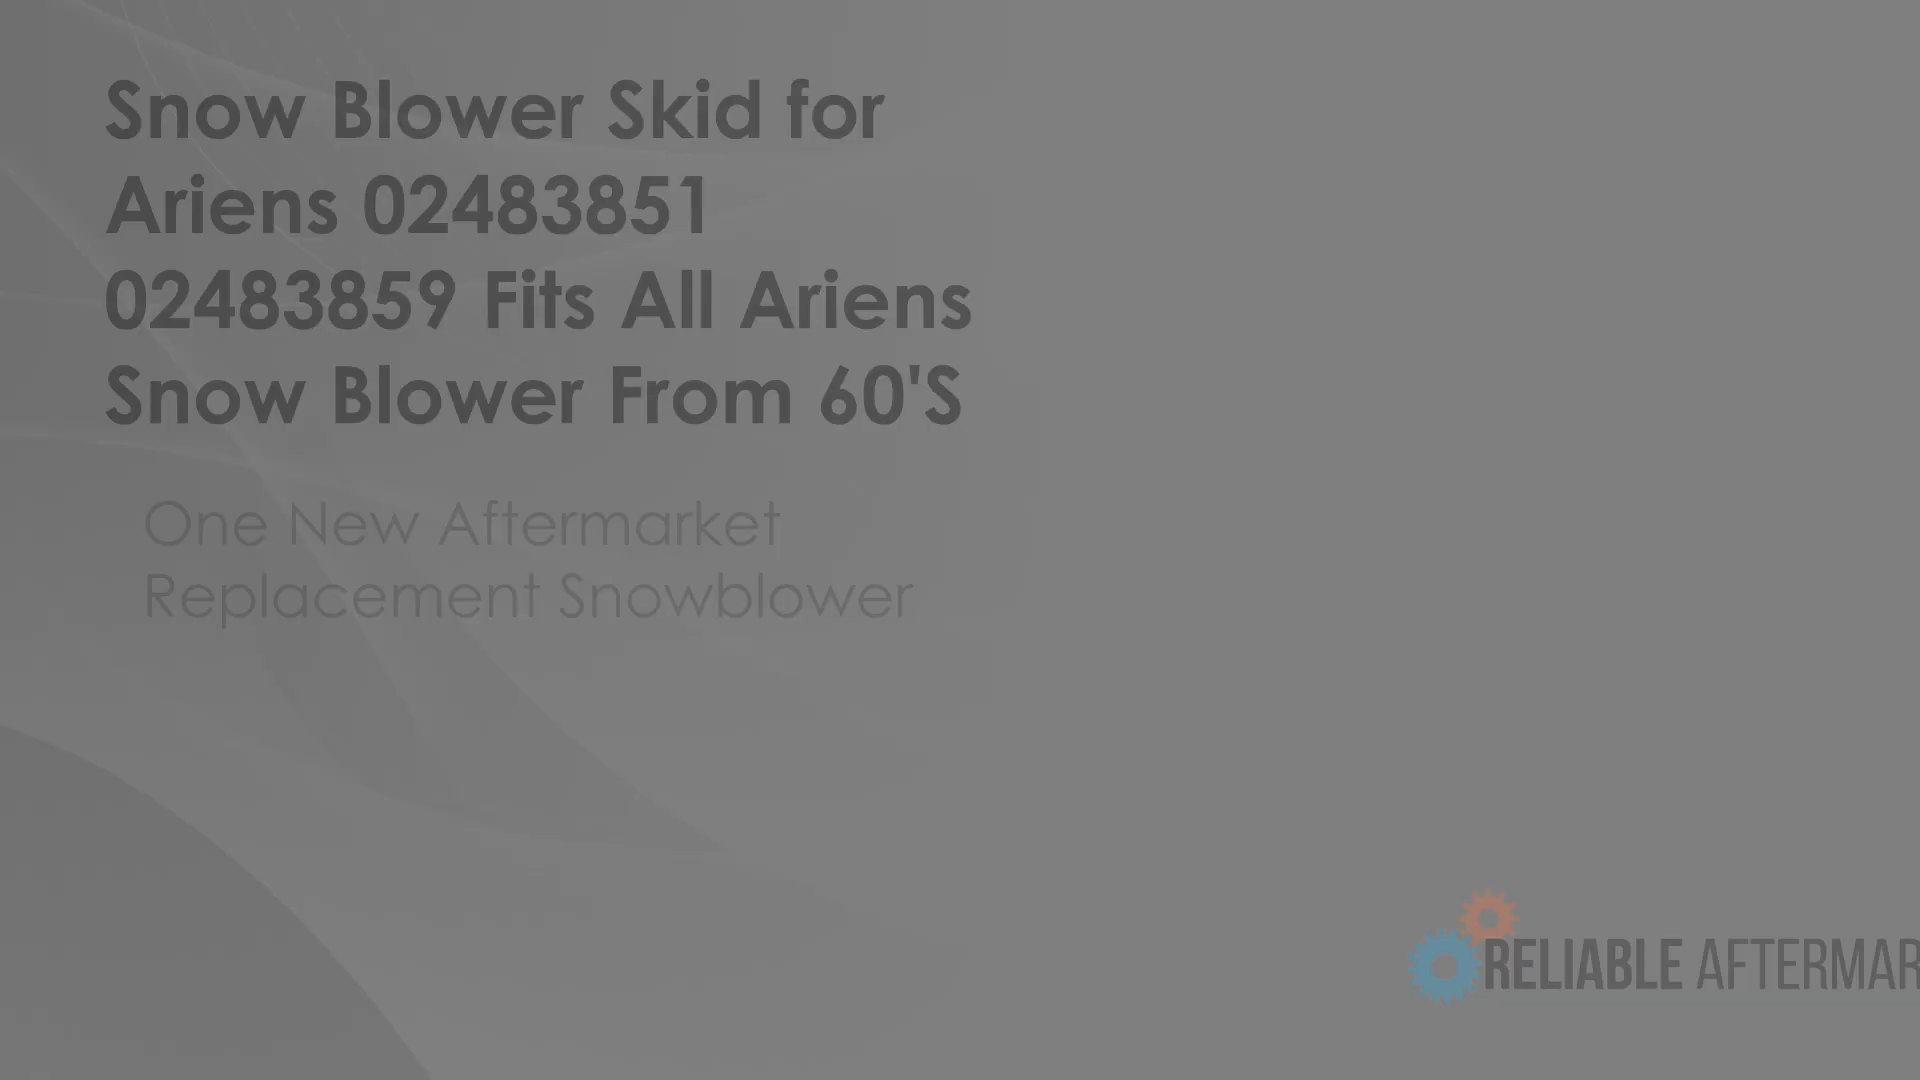 Snow Blower Skid for
Ariens 02483851
02483859 Fits All Ariens
Snow Blower From 60'S
One New Aftermarket
Replacement Snowblower
RELIABLE AFTERMAR